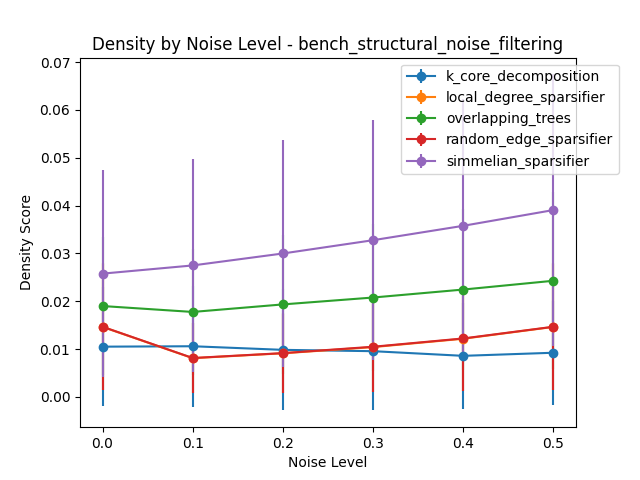 Density by Noise Level - bench_structural_noise_filtering
0.07
0.06
0.05
0.04
0.03
0.02
0.01
0.00
Density Score
k_core_decomposition
local_degree_sparsifier
overlapping_trees
random_edge_sparsifier
simmelian_sparsifier
0.0 0.1 0.2 0.3 0.4 0.5
Noise Level